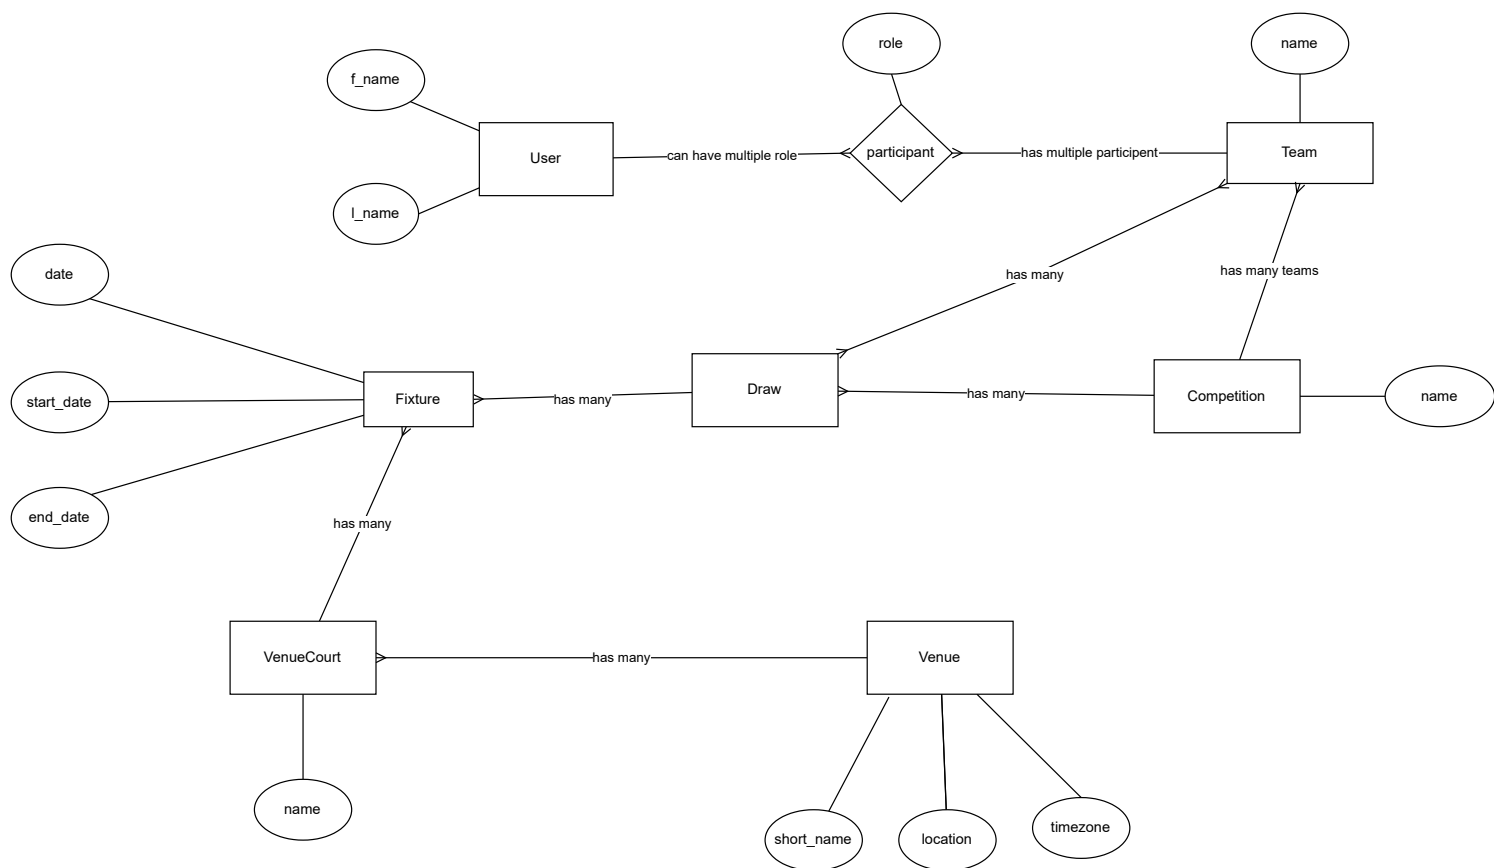 role
name
f_name
User
can have multiple role
participant
has multiple participent
Team
l_name
date
has many
has many teams
start_date
Fixture
has many
Draw
has many
Competition
name
end_date
has many
VenueCourt
has many
Venue
name
short_name
location
timezone